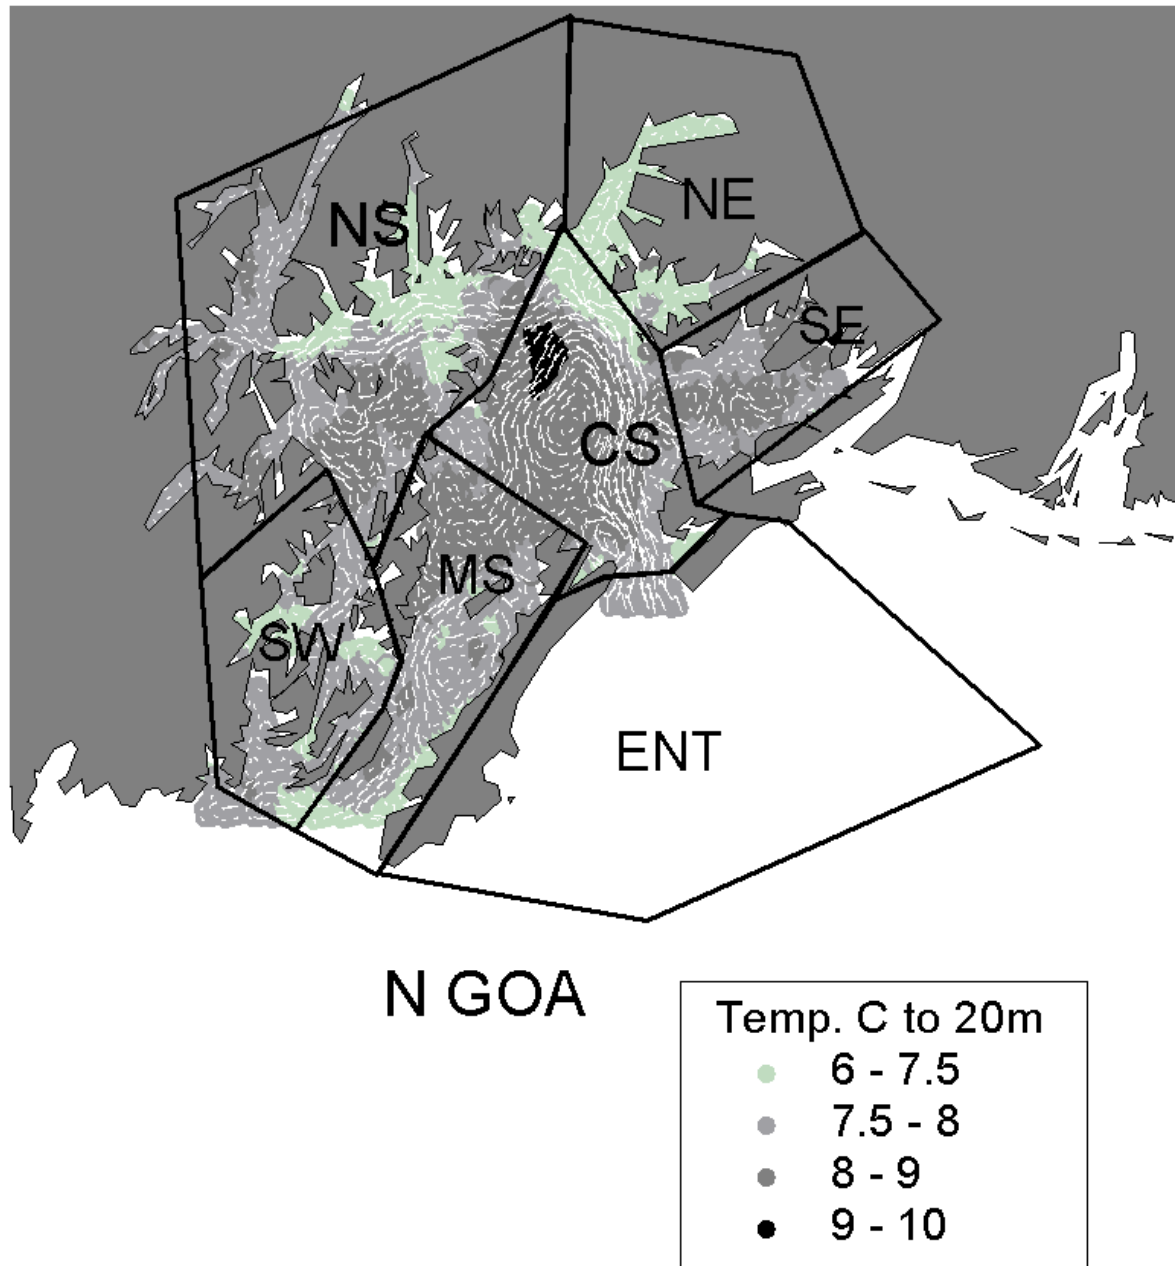 NS
NE
SE
CS
MS
SW
ENT
N GOA
Temp. C to 20m
6 - 7.5
7.5 - 8
8 - 9
9 - 10